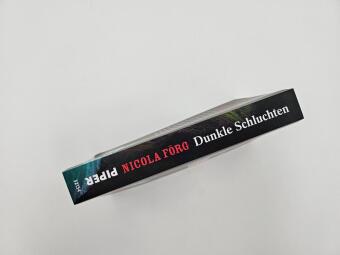 NICOLA FÖRG Dunkle Schluchten
PIPER